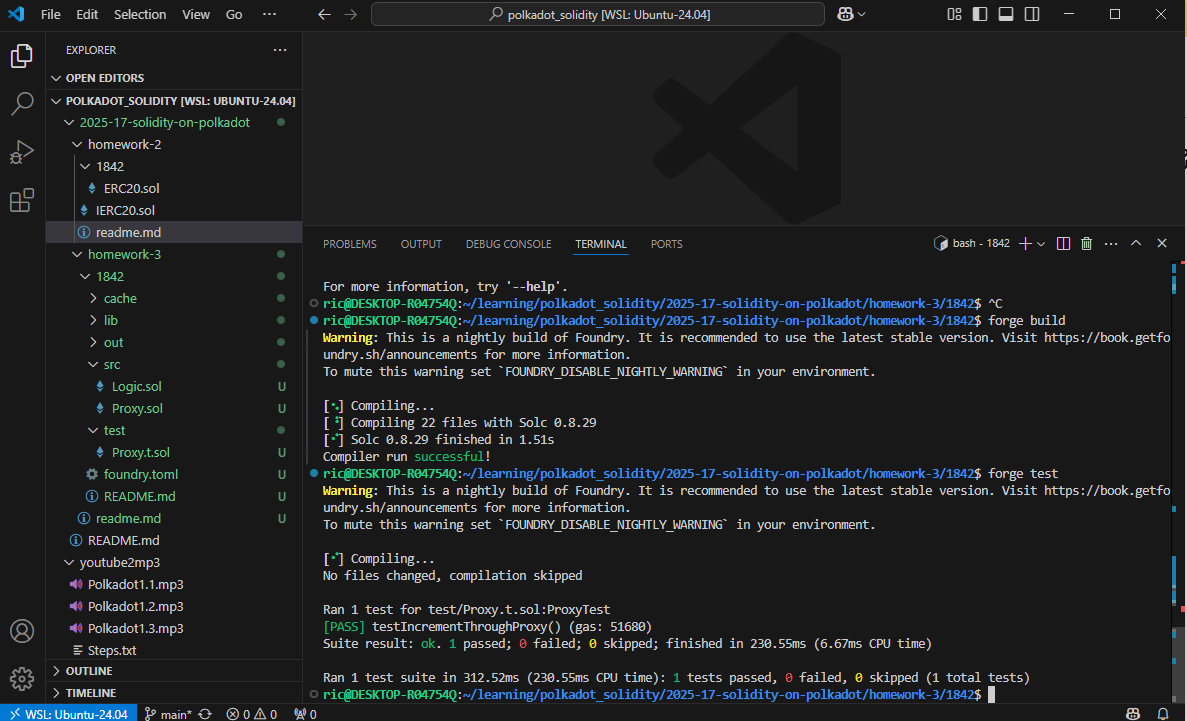 File Edit Selection View Go ··· polkadot_solidity [WSL: Ubuntu-24.04]
EXPLORER ···
OPEN EDITORS
POLKADOT_SOLIDITY [WSL: UBUNTU-24.04]
2025-17-solidity-on-polkadot
homework-2
1842
ERC20.sol
IERC20.sol
readme.md
homework-3
1842
cache
lib
out
src
Logic.sol U
Proxy.sol U
test
Proxy.t.sol U
foundry.toml U
README.md U
readme.md U
README.md
youtube2mp3
Polkadot1.1.mp3
Polkadot1.2.mp3
Polkadot1.3.mp3
Steps.txt
OUTLINE
TIMELINE
PROBLEMS OUTPUT DEBUG CONSOLE TERMINAL PORTS bash - 1842 ···
For more information, try '--help'.
ric@DESKTOP-R04754Q:~/learning/polkadot_solidity/2025-17-solidity-on-polkadot/homework-3/1842$ ^C
ric@DESKTOP-R04754Q:~/learning/polkadot_solidity/2025-17-solidity-on-polkadot/homework-3/1842$ forge build
Warning: This is a nightly build of Foundry. It is recommended to use the latest stable version. Visit https://book.getfo
undry.sh/announcements for more information.
To mute this warning set `FOUNDRY_DISABLE_NIGHTLY_WARNING` in your environment.
[⠒] Compiling...
[⠘] Compiling 22 files with Solc 0.8.29
[⠊] Solc 0.8.29 finished in 1.51s
Compiler run successful!
ric@DESKTOP-R04754Q:~/learning/polkadot_solidity/2025-17-solidity-on-polkadot/homework-3/1842$ forge test
Warning: This is a nightly build of Foundry. It is recommended to use the latest stable version. Visit https://book.getfo
undry.sh/announcements for more information.
To mute this warning set `FOUNDRY_DISABLE_NIGHTLY_WARNING` in your environment.
[⠊] Compiling...
No files changed, compilation skipped
Ran 1 test for test/Proxy.t.sol:ProxyTest
[PASS] testIncrementThroughProxy() (gas: 51680)
Suite result: ok. 1 passed; 0 failed; 0 skipped; finished in 230.55ms (6.67ms CPU time)
Ran 1 test suite in 312.52ms (230.55ms CPU time): 1 tests passed, 0 failed, 0 skipped (1 total tests)
ric@DESKTOP-R04754Q:~/learning/polkadot_solidity/2025-17-solidity-on-polkadot/homework-3/1842$
WSL: Ubuntu-24.04 main* 0 0 0